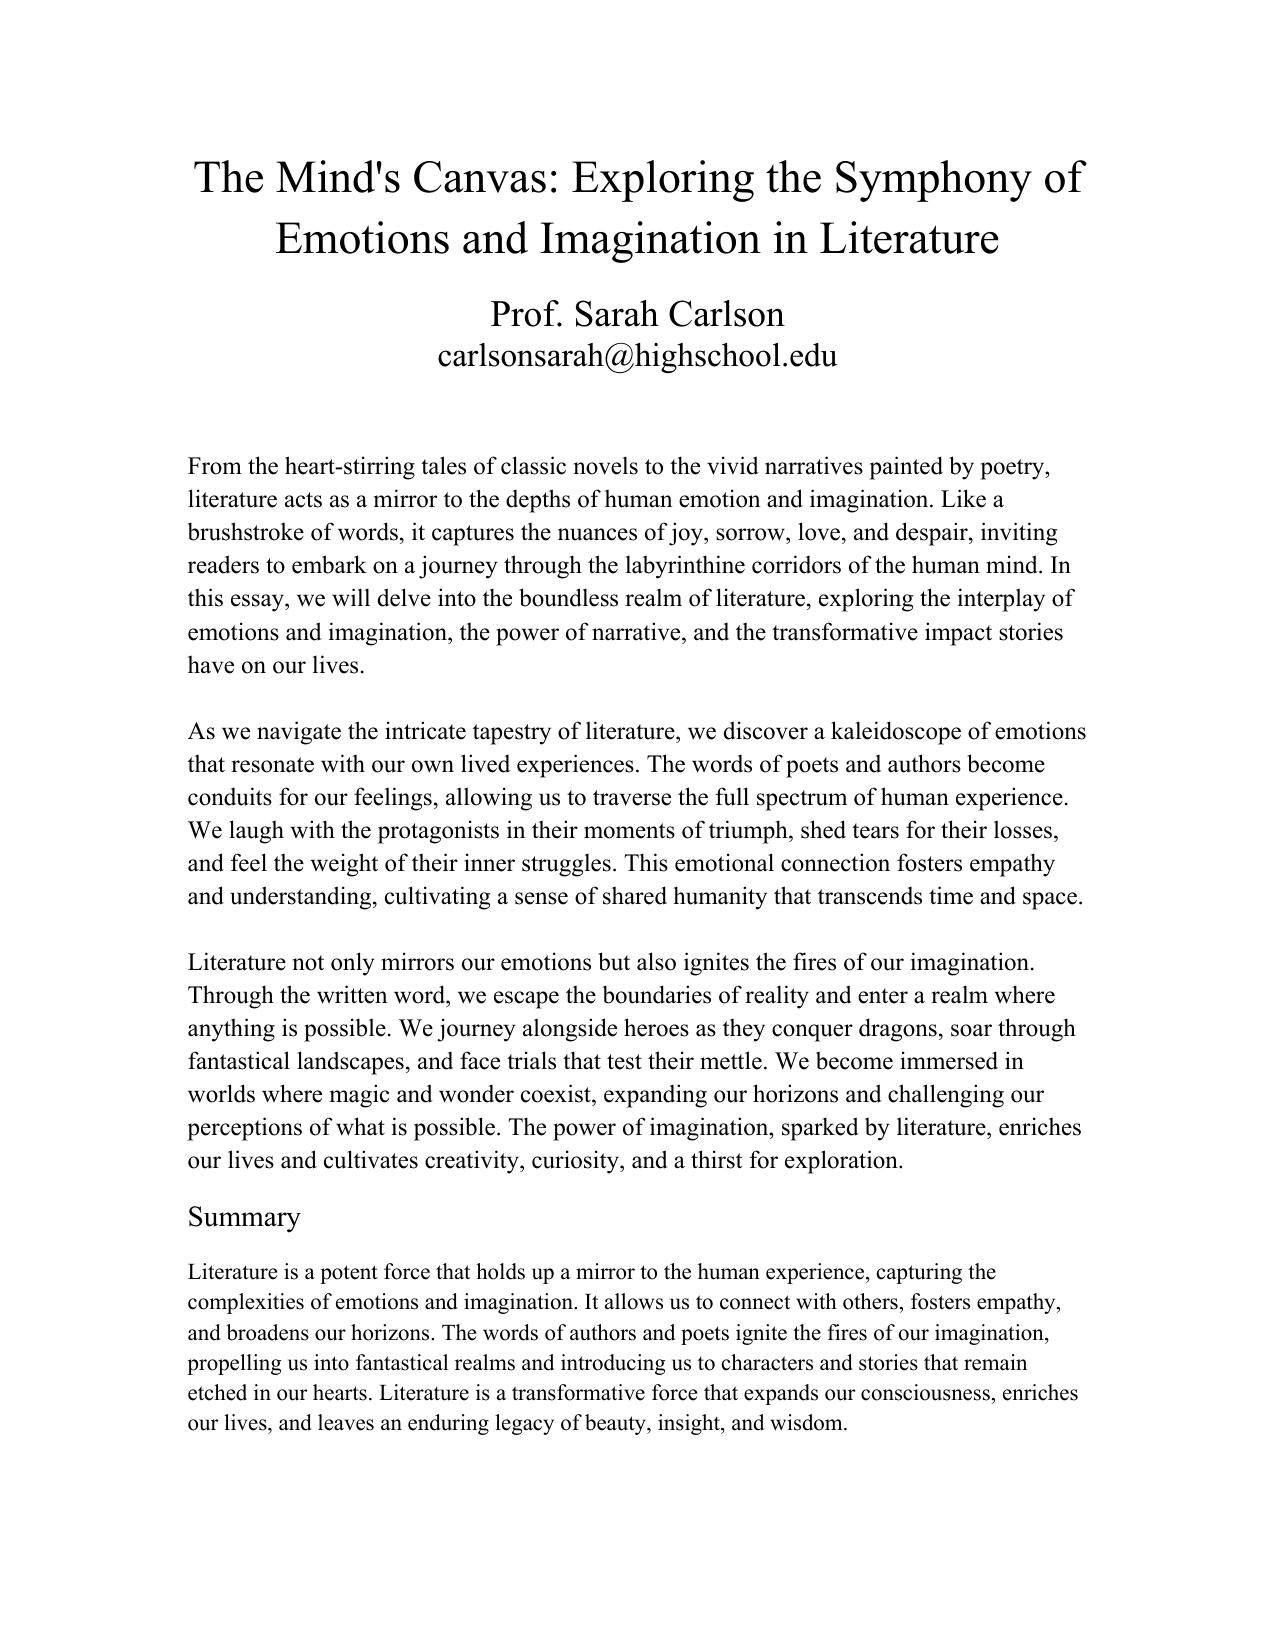 The Mind's Canvas: Exploring the Symphony of
Emotions and Imagination in Literature
Prof. Sarah Carlson
carlsonsarah@highschool.edu
From the heart-stirring tales of classic novels to the vivid narratives painted by poetry,
literature acts as a mirror to the depths of human emotion and imagination. Like a
brushstroke of words, it captures the nuances of joy, sorrow, love, and despair, inviting
readers to embark on a journey through the labyrinthine corridors of the human mind. In
this essay, we will delve into the boundless realm of literature, exploring the interplay of
emotions and imagination, the power of narrative, and the transformative impact stories
have on our lives.
As we navigate the intricate tapestry of literature, we discover a kaleidoscope of emotions
that resonate with our own lived experiences. The words of poets and authors become
conduits for our feelings, allowing us to traverse the full spectrum of human experience.
We laugh with the protagonists in their moments of triumph, shed tears for their losses,
and feel the weight of their inner struggles. This emotional connection fosters empathy
and understanding, cultivating a sense of shared humanity that transcends time and space.
Literature not only mirrors our emotions but also ignites the fires of our imagination.
Through the written word, we escape the boundaries of reality and enter a realm where
anything is possible. We journey alongside heroes as they conquer dragons, soar through
fantastical landscapes, and face trials that test their mettle. We become immersed in
worlds where magic and wonder coexist, expanding our horizons and challenging our
perceptions of what is possible. The power of imagination, sparked by literature, enriches
our lives and cultivates creativity, curiosity, and a thirst for exploration.
Summary
Literature is a potent force that holds up a mirror to the human experience, capturing the
complexities of emotions and imagination. It allows us to connect with others, fosters empathy,
and broadens our horizons. The words of authors and poets ignite the fires of our imagination,
propelling us into fantastical realms and introducing us to characters and stories that remain
etched in our hearts. Literature is a transformative force that expands our consciousness, enriches
our lives, and leaves an enduring legacy of beauty, insight, and wisdom.